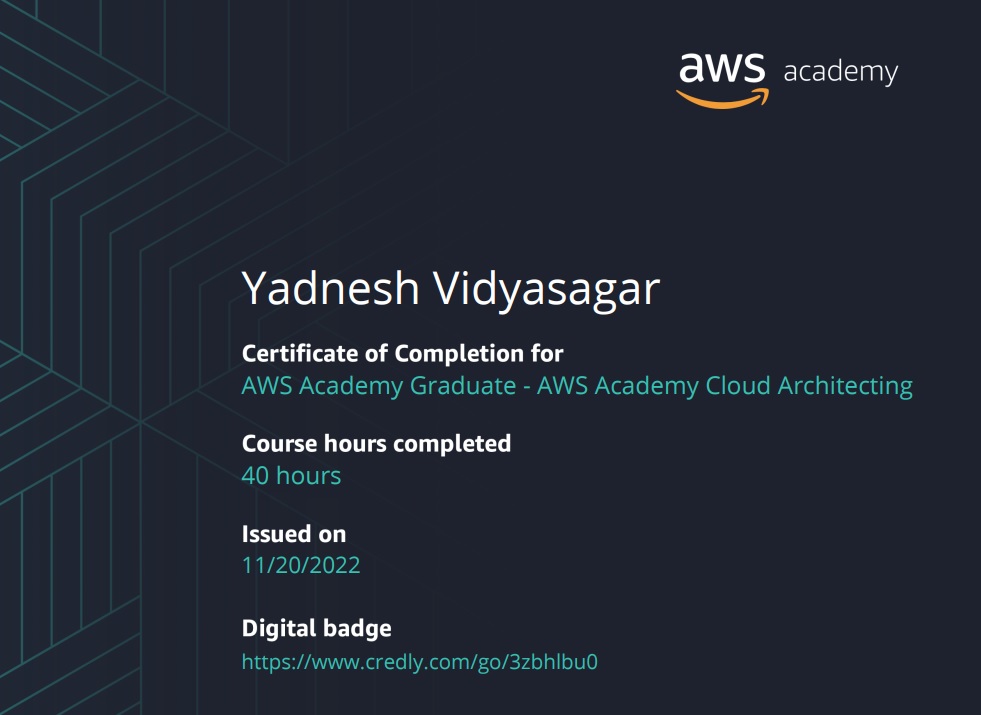 aws academy
Yadnesh Vidyasagar
Certificate of Completion for
AWS Academy Graduate - AWS Academy Cloud Architecting
Course hours completed
40 hours
Issued on
11/20/2022
Digital badge
https://www.credly.com/go/3zbhlbu0